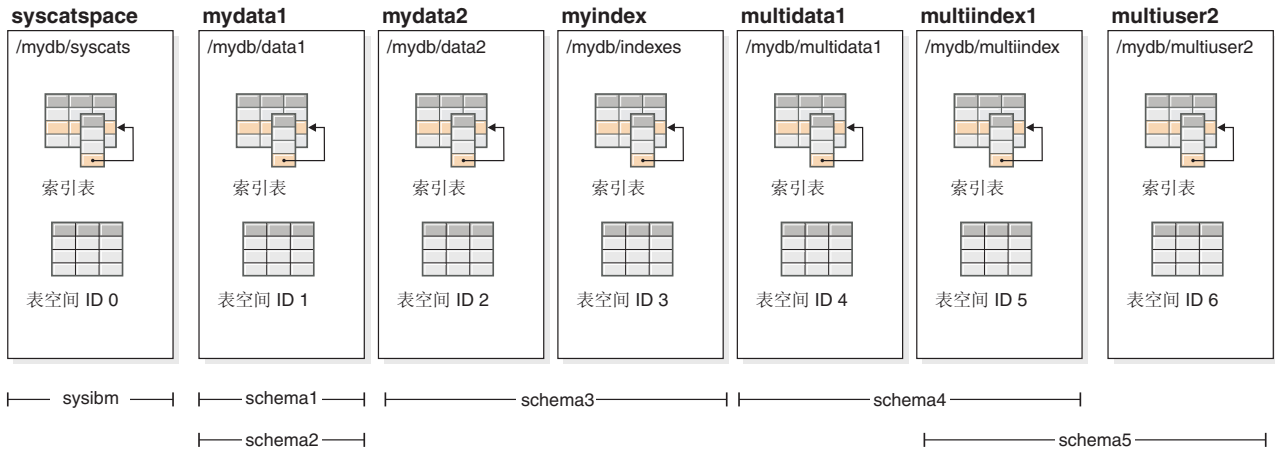 syscatspace
mydata1
mydata2
myindex
multidata1
multiindex1
multiuser2
/mydb/syscats
/mydb/data1
/mydb/data2
/mydb/indexes
/mydb/multidata1
/mydb/multiindex
/mydb/multiuser2
索引表
索引表
索引表
索引表
索引表
索引表
索引表
表空间 ID 0
表空间 ID 1
表空间 ID 2
表空间 ID 3
表空间 ID 4
表空间 ID 5
表空间 ID 6
sysibm
schema1
schema3
schema4
schema2
schema5